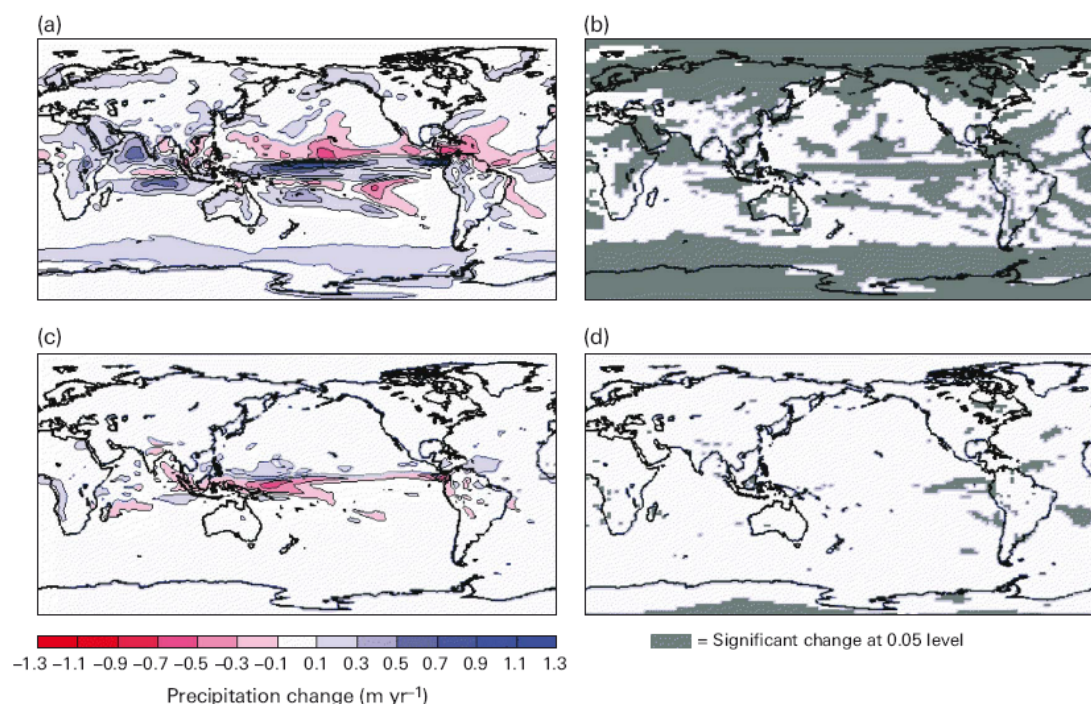 (a)
(b)
(c)
(d)
−1.3 −1.1 −0.9 −0.7 −0.5 −0.3 −0.1 0.1 0.3 0.5 0.7 0.9 1.1 1.3
Precipitation change (m yr⁻¹)
= Significant change at 0.05 level